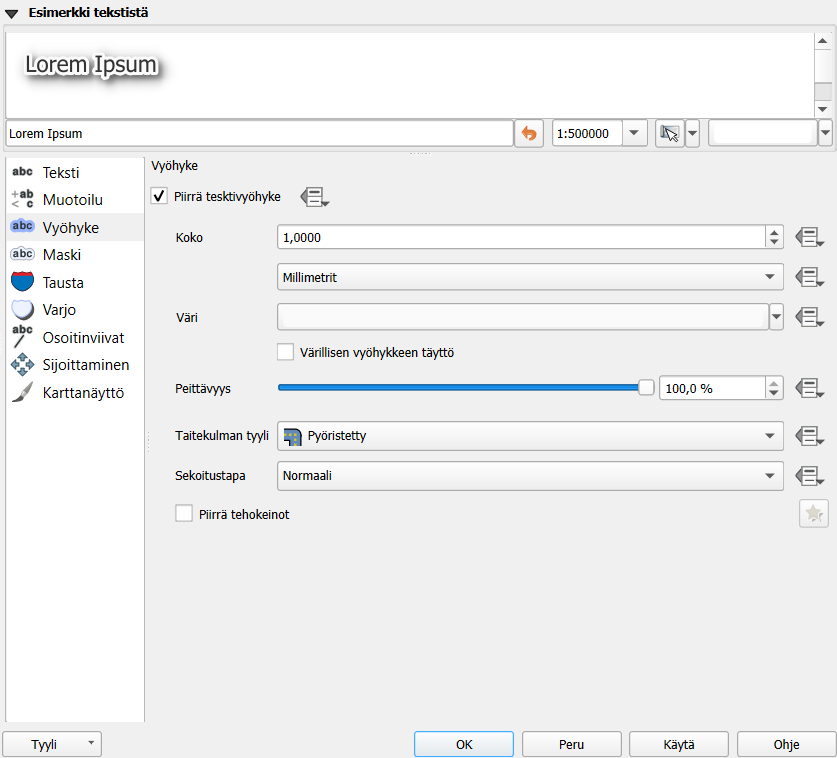 Esimerkki tekstistä
Lorem Ipsum
Lorem Ipsum
1:500000
abc Teksti
+ab < c Muotoilu
abc Vyöhyke
abc Maski
Tausta
Varjo
abc Osoitinviivat
Sijoittaminen
Karttanäyttö
Vyöhyke
Piirrä tesktivyöhyke
Koko 1,0000
Millimetrit
Väri
Värillisen vyöhykkeen täyttö
Peittävyys 100,0 %
Taitekulman tyyli Pyöristetty
Sekoitustapa Normaali
Piirrä tehokeinot
Tyyli OK Peru Käytä Ohje